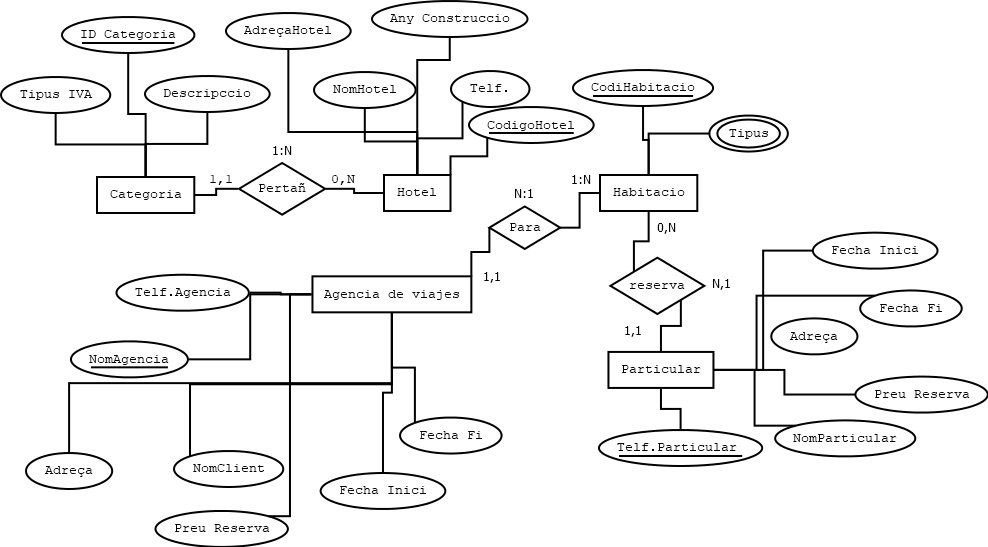 Any Construccio
AdreçaHotel
ID Categoria
NomHotel
Telf.
CodiHabitacio
Tipus IVA
Descripccio
CodigoHotel
Tipus
1:N
1,1
0,N
Pertañ
Categoria
Hotel
N:1
1:N
Habitacio
Para
0,N
1,1
Fecha Inici
reserva
N,1
Telf.Agencia
Agencia de viajes
Fecha Fi
1,1
Adreça
NomAgencia
Particular
Preu Reserva
Fecha Fi
NomParticular
Telf.Particular
Adreça
NomClient
Fecha Inici
Preu Reserva